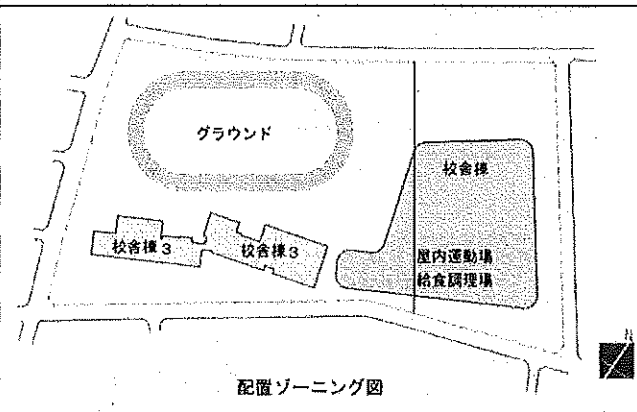 グラウンド
校舎棟
校舎棟3
校舎棟3
屋内運動場
給食調理場
N
配置ゾーニング図